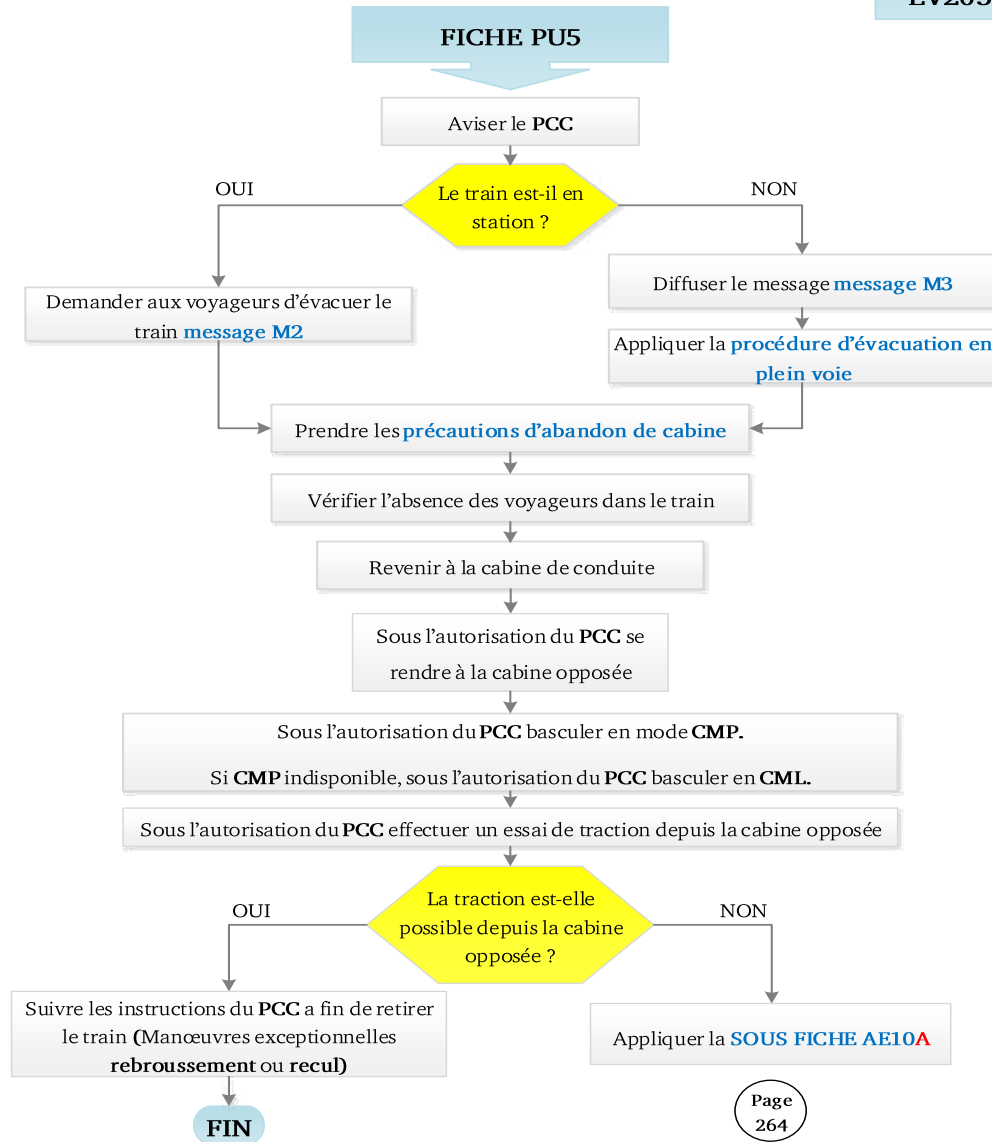 EV205
FICHE PU5
Aviser le PCC
Le train est-il en
station ?
OUI
NON
Demander aux voyageurs d'évacuer le
train message M2
Diffuser le message message M3
Appliquer la procédure d'évacuation en
plein voie
Prendre les précautions d'abandon de cabine
Vérifier l'absence des voyageurs dans le train
Revenir à la cabine de conduite
Sous l'autorisation du PCC se
rendre à la cabine opposée
Sous l'autorisation du PCC basculer en mode CMP.
Si CMP indisponible, sous l'autorisation du PCC basculer en CML.
Sous l'autorisation du PCC effectuer un essai de traction depuis la cabine opposée
La traction est-elle
possible depuis la cabine
opposée ?
OUI
NON
Suivre les instructions du PCC a fin de retirer
le train (Manœuvres exceptionnelles
rebroussement ou recul)
Appliquer la SOUS FICHE AE10A
Page
264
FIN